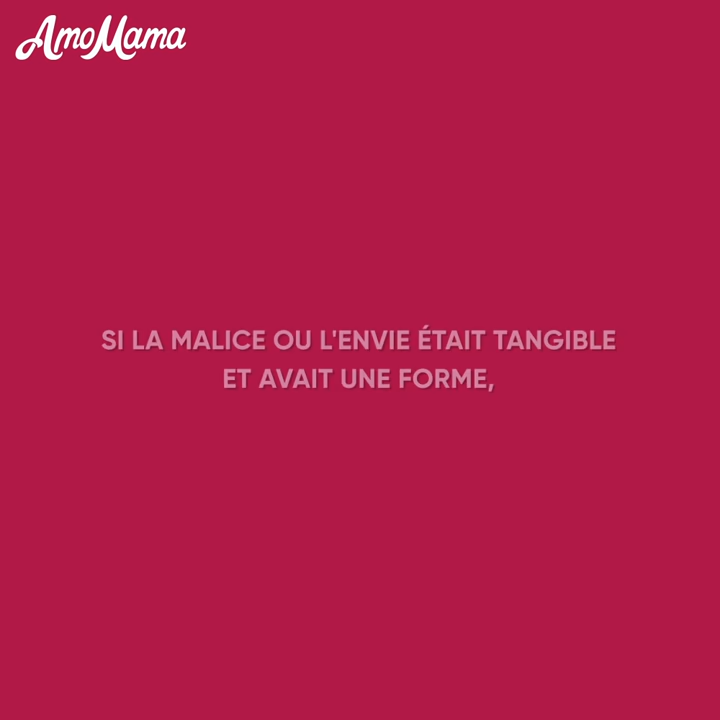 AmoMama
SI LA MALICE OU L'ENVIE ÉTAIT TANGIBLE
ET AVAIT UNE FORME,